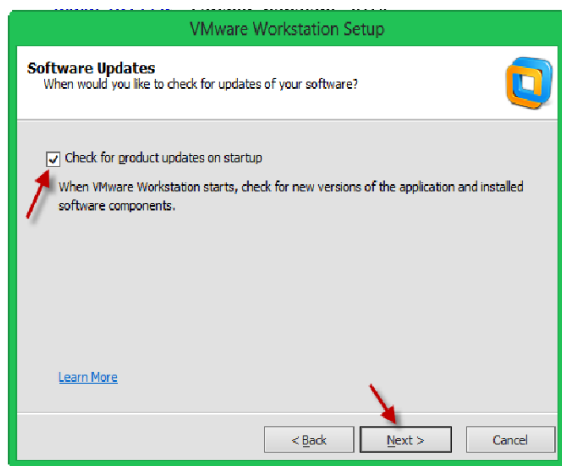 VMware Workstation Setup
Software Updates
When would you like to check for updates of your software?
Check for product updates on startup
When VMware Workstation starts, check for new versions of the application and installed
software components.
Learn More
< Back
Next >
Cancel